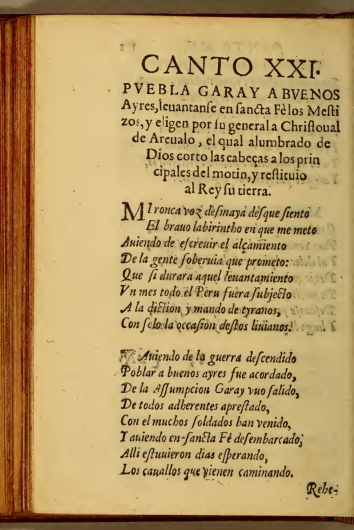 CANTO XXI.
PVEBLA GARAY A BVENOS
Ayres, leuantanse en sancta Fè los Mesti
zos, y eligen por su general a Christoual
de Areualo, el qual alumbrado de
Dios corto las cabeças a los prin
cipales del motin, y restituio
al Rey su tierra.
MI ronca voz desmaya desque siento
El brauo labirintho en que me meto
Auiendo de escreuir el alçamiento
De la gente soberuia que prometo:
Que si durara aquel leuantamiento
Vn mes todo el Peru fuera subjecto
A la diction y mando de tyranos,
Con solo la occasion destos liuianos.
Auiendo de la guerra descendido
Poblar a buenos ayres fue acordado,
De la Assumpcion Garay vuo salido,
De todos adherentes aprestado,
Con el muchos soldados han venido,
Y auiendo en sancta Fé desembarcado,
Alli estuuieron dias esperando,
Los cauallos que vienen caminando.
Rehe-